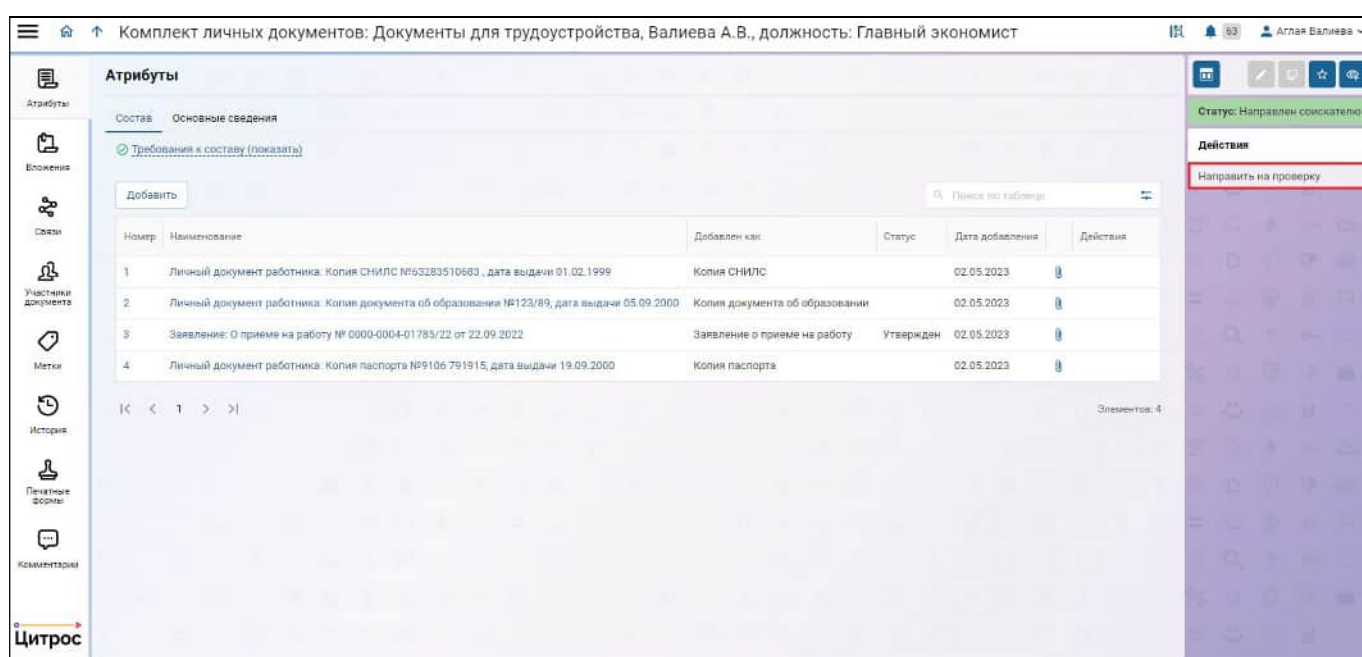 Комплект личных документов: Документы для трудоустройства, Валиева А.В., должность: Главный экономист
63
Аглая Валиева
Атрибуты
Атрибуты
Статус: Направлен соискателю
Состав Основные сведения
Действия
Требования к составу (показать)
Вложения
Направить на проверку
Добавить
Поиск по таблице
Связи
Номер Наименование Добавлен как Статус Дата добавления Действия
1 Личный документ работника: Копия СНИЛС №63283510683 , дата выдачи 01.02.1999 Копия СНИЛС 02.05.2023
Участники
документа
2 Личный документ работника: Копия документа об образовании №123/89, дата выдачи 05.09.2000 Копия документа об образовании 02.05.2023
3 Заявление: О приеме на работу № 0000-0004-01785/22 от 22.09.2022 Заявление о приеме на работу Утвержден 02.05.2023
Метки
4 Личный документ работника: Копия паспорта №9106 791915, дата выдачи 19.09.2000 Копия паспорта 02.05.2023
1
Элементов: 4
История
Печатные
формы
Комментарии
Цитрос